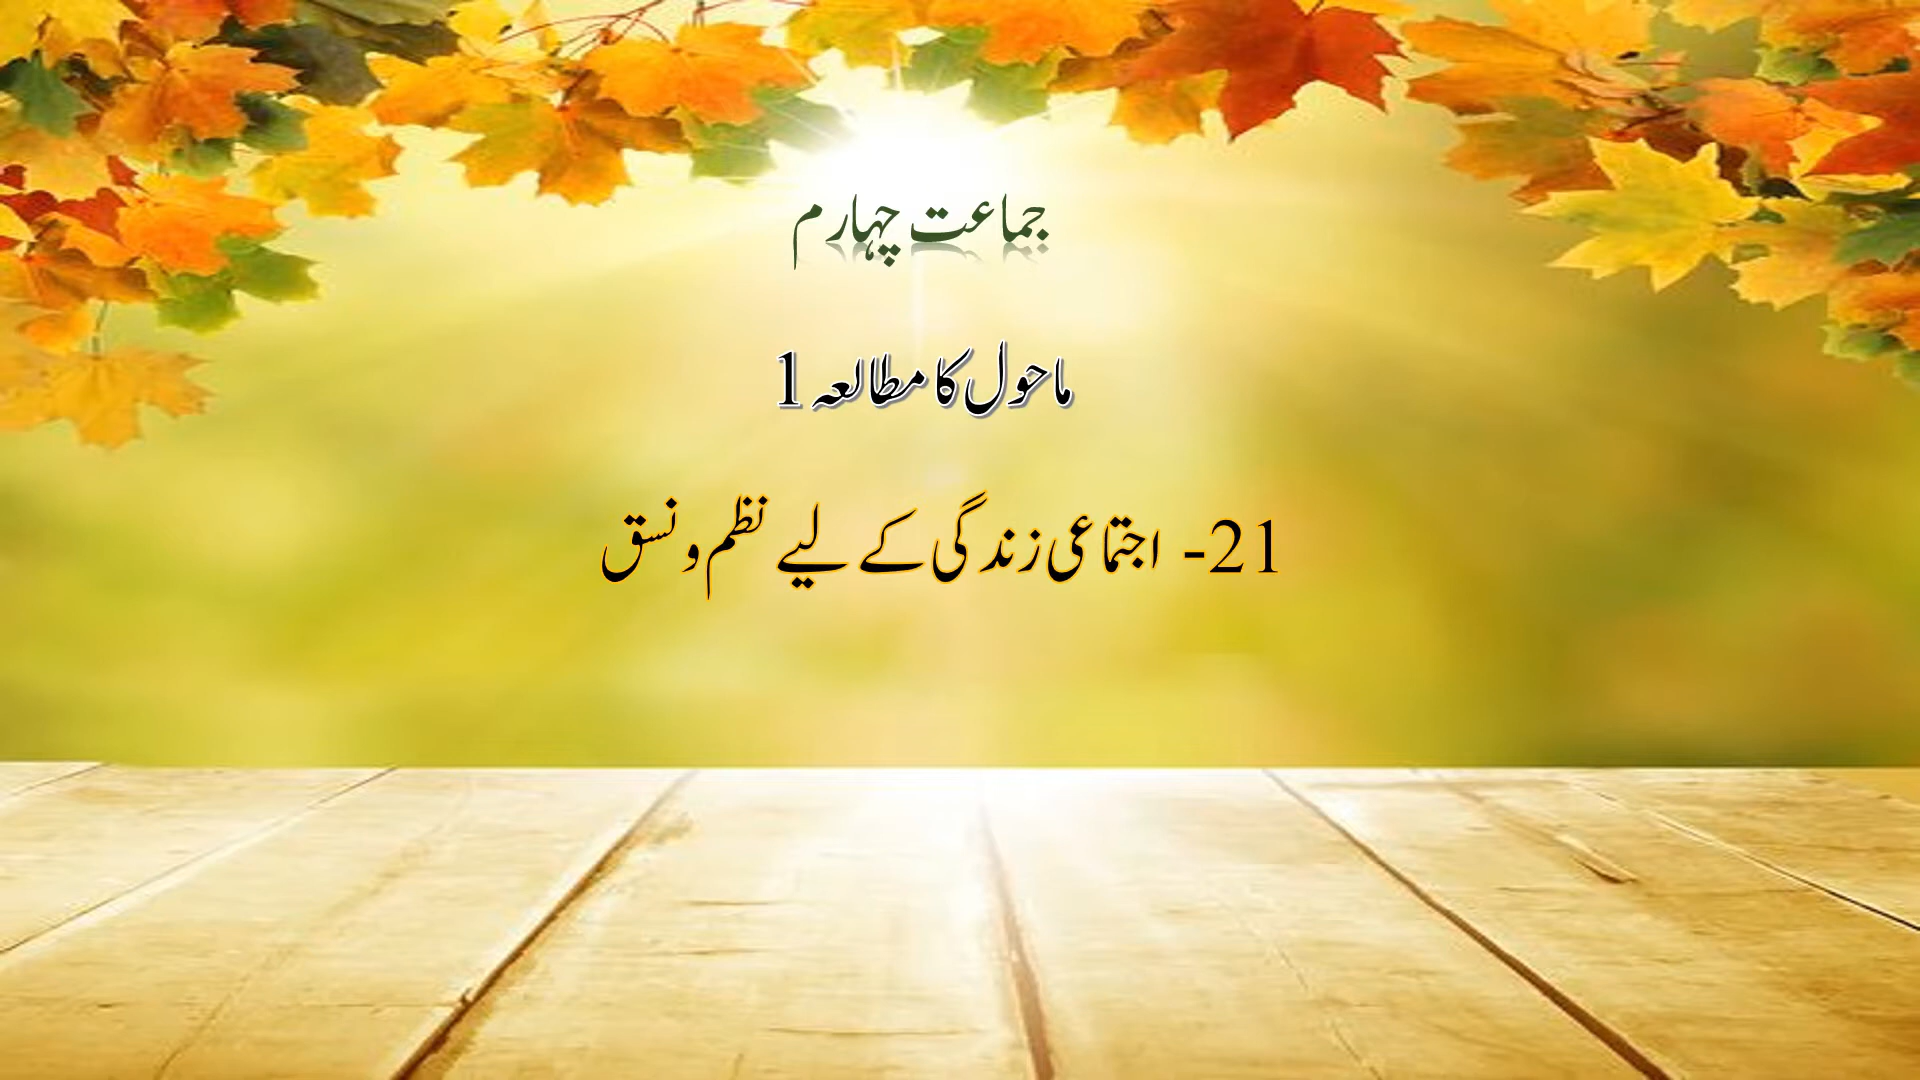 جماعت چہارم
ماحول کا مطالعہ 1
21- اجتماعی زندگی کے لیے نظم و نسق